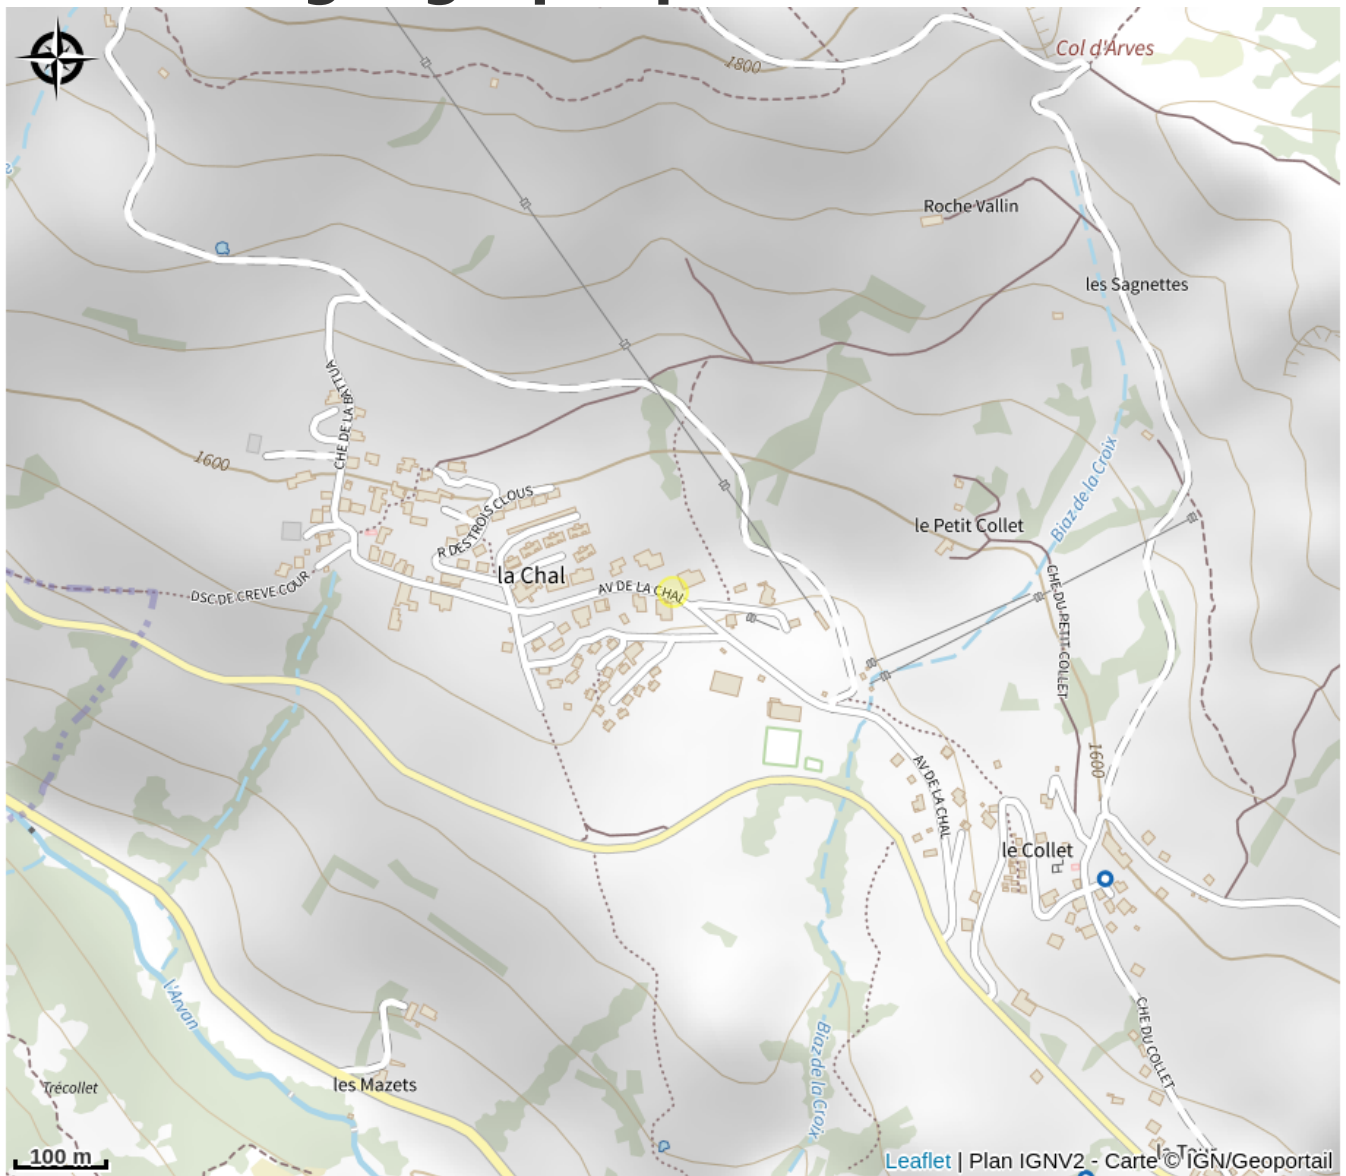 1800
Col d'Arves
Roche Vallin
les Sagnettes
CHE DE LA BATTUA
1600
R DES TROIS CLOUS
Biaz de la Croix
le Petit Collet
la Chal
AV DE LA CHAL
DSC DE CREVE COUR
CHE DU PETIT COLLET
1600
AV DE LA CHAL
le Collet
PL
l'Arvan
CHE DU COLLET
Biaz de la Croix
les Mazets
Trécollet
100 m
Leaflet | Plan IGNV2 - Carte © IGN/Geoportail